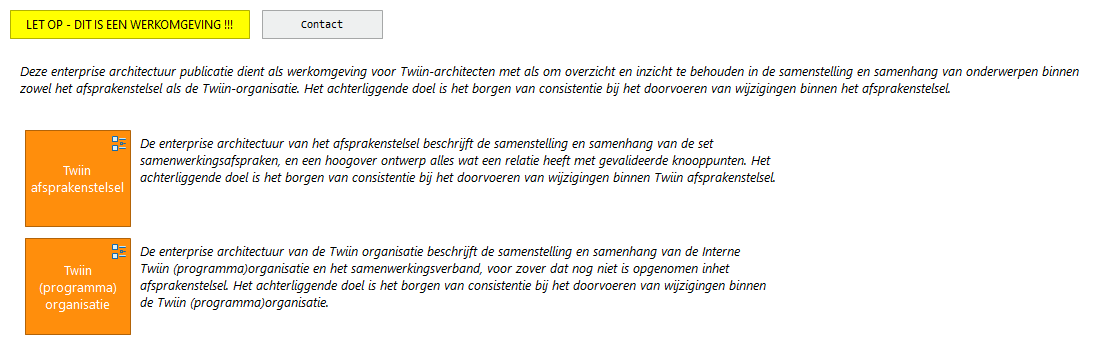 LET OP - DIT IS EEN WERKOMGEVING !!!
Contact
Deze enterprise architectuur publicatie dient als werkomgeving voor Twiin-architecten met als om overzicht en inzicht te behouden in de samenstelling en samenhang van onderwerpen binnen
zowel het afsprakenstelsel als de Twiin-organisatie. Het achterliggende doel is het borgen van consistentie bij het doorvoeren van wijzigingen binnen het afsprakenstelsel.
Twiin
afsprakenstelsel
De enterprise architectuur van het afsprakenstelsel beschrijft de samenstelling en samenhang van de set
samenwerkingsafspraken, en een hoogover ontwerp alles wat een relatie heeft met gevalideerde knooppunten. Het
achterliggende doel is het borgen van consistentie bij het doorvoeren van wijzigingen binnen Twiin afsprakenstelsel.
Twiin
(programma)
organisatie
De enterprise architectuur van de Twiin organisatie beschrijft de samenstelling en samenhang van de Interne
Twiin (programma)organisatie en het samenwerkingsverband, voor zover dat nog niet is opgenomen inhet
afsprakenstelsel. Het achterliggende doel is het borgen van consistentie bij het doorvoeren van wijzigingen binnen
de Twiin (programma)organisatie.